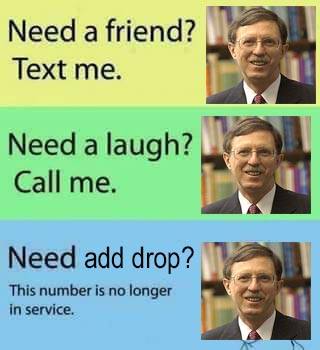 Need a friend?
Text me.
Need a laugh?
Call me.
Need add drop?
This number is no longer
in service.